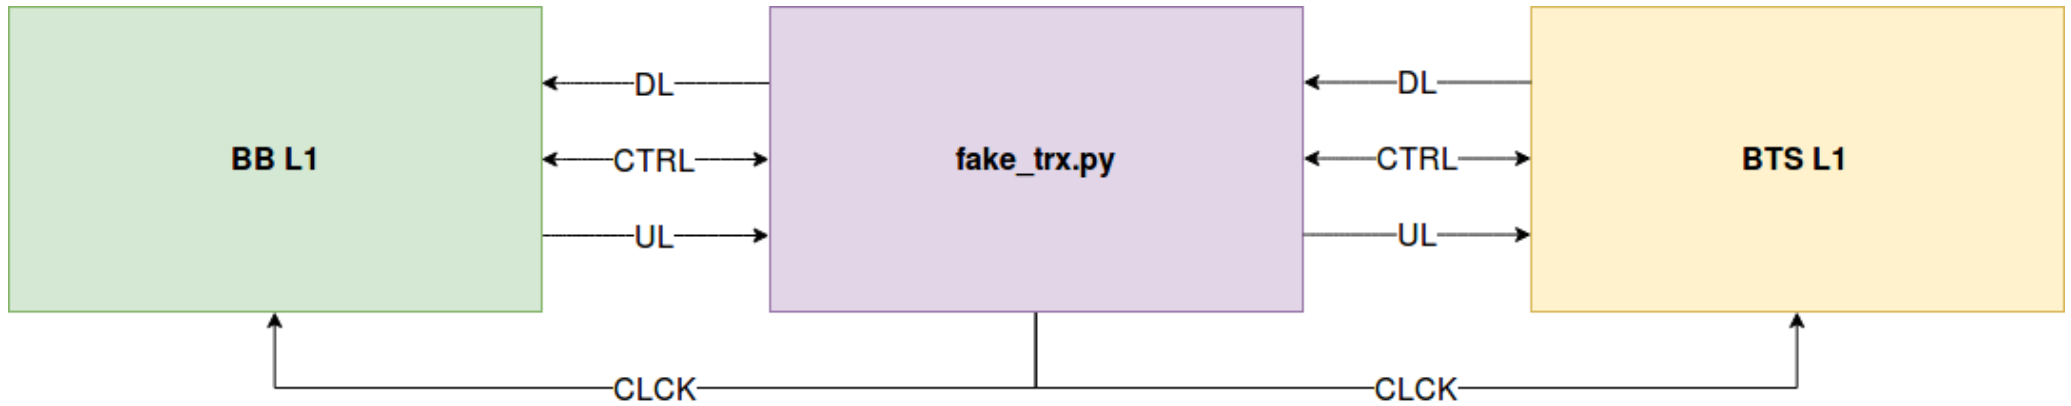 DL
DL
BB L1
CTRL
fake_trx.py
CTRL
BTS L1
UL
UL
CLCK
CLCK